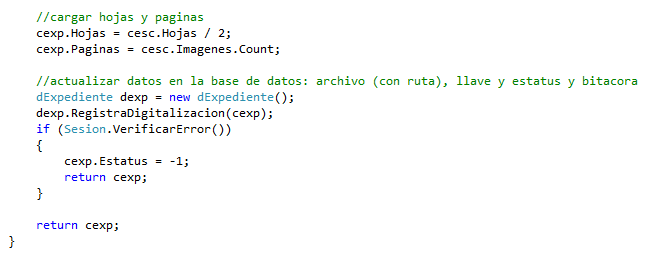 //cargar hojas y paginas
cexp.Hojas = cesc.Hojas / 2;
cexp.Paginas = cesc.Imagenes.Count;
//actualizar datos en la base de datos: archivo (con ruta), llave y estatus y bitacora
dExpediente dexp = new dExpediente();
dexp.RegistraDigitalizacion(cexp);
if (Sesion.VerificarError())
{
cexp.Estatus = -1;
return cexp;
}
return cexp;
}